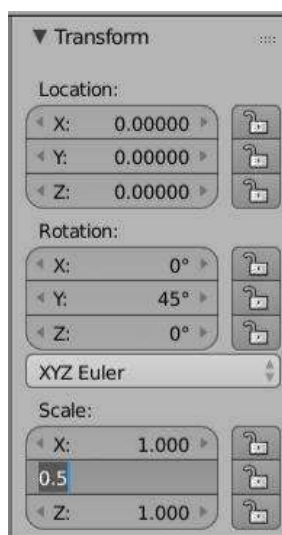 Transform
Location:
X: 0.00000
Y: 0.00000
Z: 0.00000
Rotation:
X: 0°
Y: 45°
Z: 0°
XYZ Euler
Scale:
X: 1.000
0.5
Z: 1.000